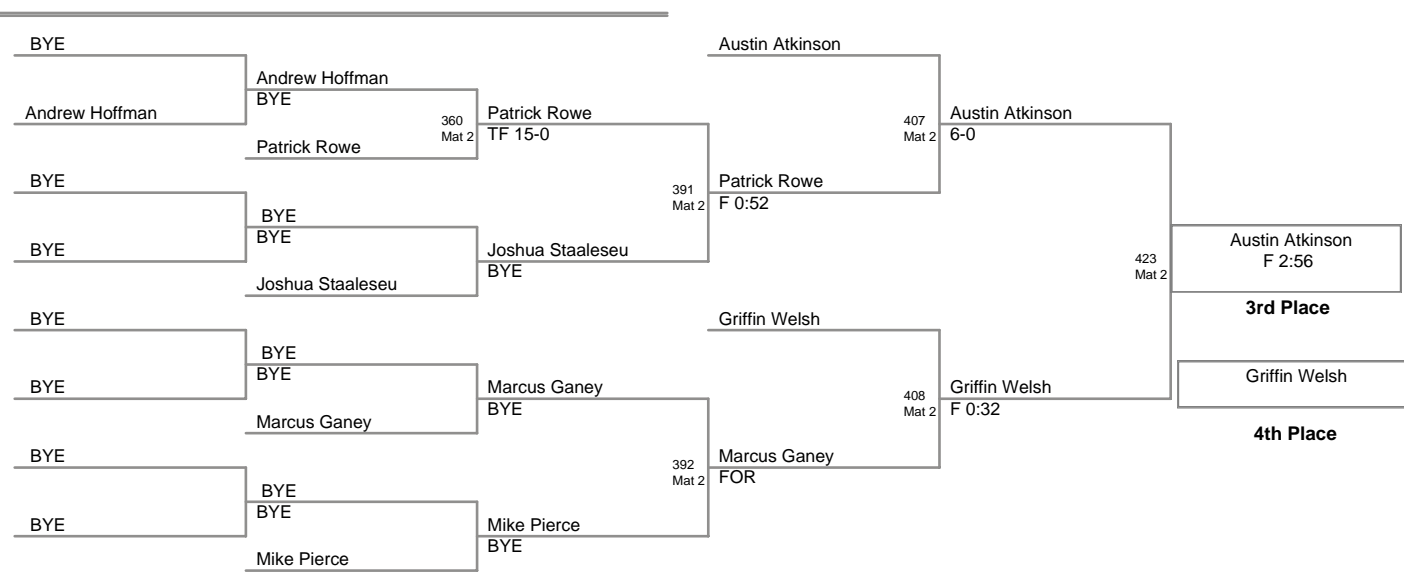 BYE
Austin Atkinson
Andrew Hoffman
BYE
Andrew Hoffman
360
Mat 2
Patrick Rowe
TF 15-0
407
Mat 2
Austin Atkinson
6-0
Patrick Rowe
BYE
391
Mat 2
Patrick Rowe
F 0:52
BYE
BYE
BYE
Joshua Staaleseu
BYE
423
Mat 2
Austin Atkinson
F 2:56
Joshua Staaleseu
3rd Place
BYE
Griffin Welsh
BYE
BYE
BYE
Marcus Ganey
BYE
408
Mat 2
Griffin Welsh
F 0:32
Griffin Welsh
Marcus Ganey
4th Place
BYE
392
Mat 2
Marcus Ganey
FOR
BYE
BYE
BYE
Mike Pierce
BYE
Mike Pierce